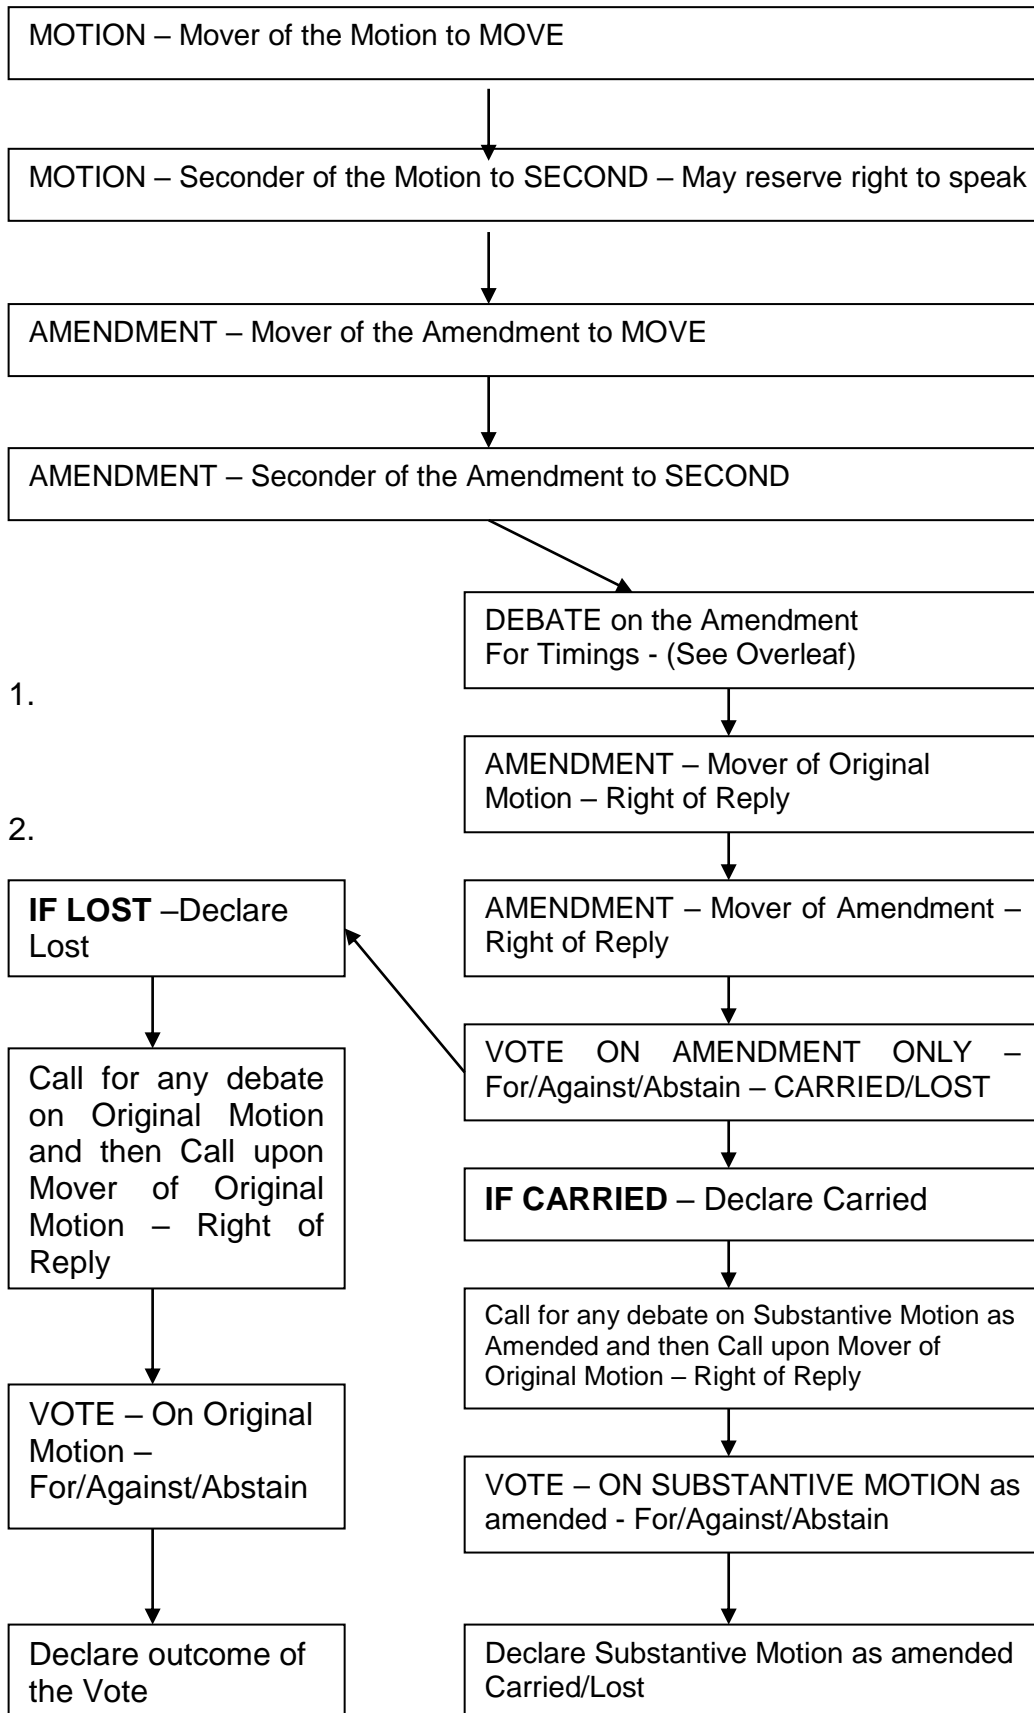 MOTION – Mover of the Motion to MOVE
MOTION – Seconder of the Motion to SECOND – May reserve right to speak
AMENDMENT – Mover of the Amendment to MOVE
AMENDMENT – Seconder of the Amendment to SECOND
DEBATE on the Amendment
For Timings - (See Overleaf)
1.
AMENDMENT – Mover of Original
Motion – Right of Reply
2.
AMENDMENT – Mover of Amendment –
Right of Reply
VOTE ON AMENDMENT ONLY –
For/Against/Abstain – CARRIED/LOST
IF LOST –Declare
Lost
Call for any debate
on Original Motion
and then Call upon
Mover of Original
Motion – Right of
Reply
VOTE – On Original
Motion –
For/Against/Abstain
Declare outcome of
the Vote
IF CARRIED – Declare Carried
Call for any debate on Substantive Motion as
Amended and then Call upon Mover of
Original Motion – Right of Reply
VOTE – ON SUBSTANTIVE MOTION as
amended - For/Against/Abstain
Declare Substantive Motion as amended
Carried/Lost